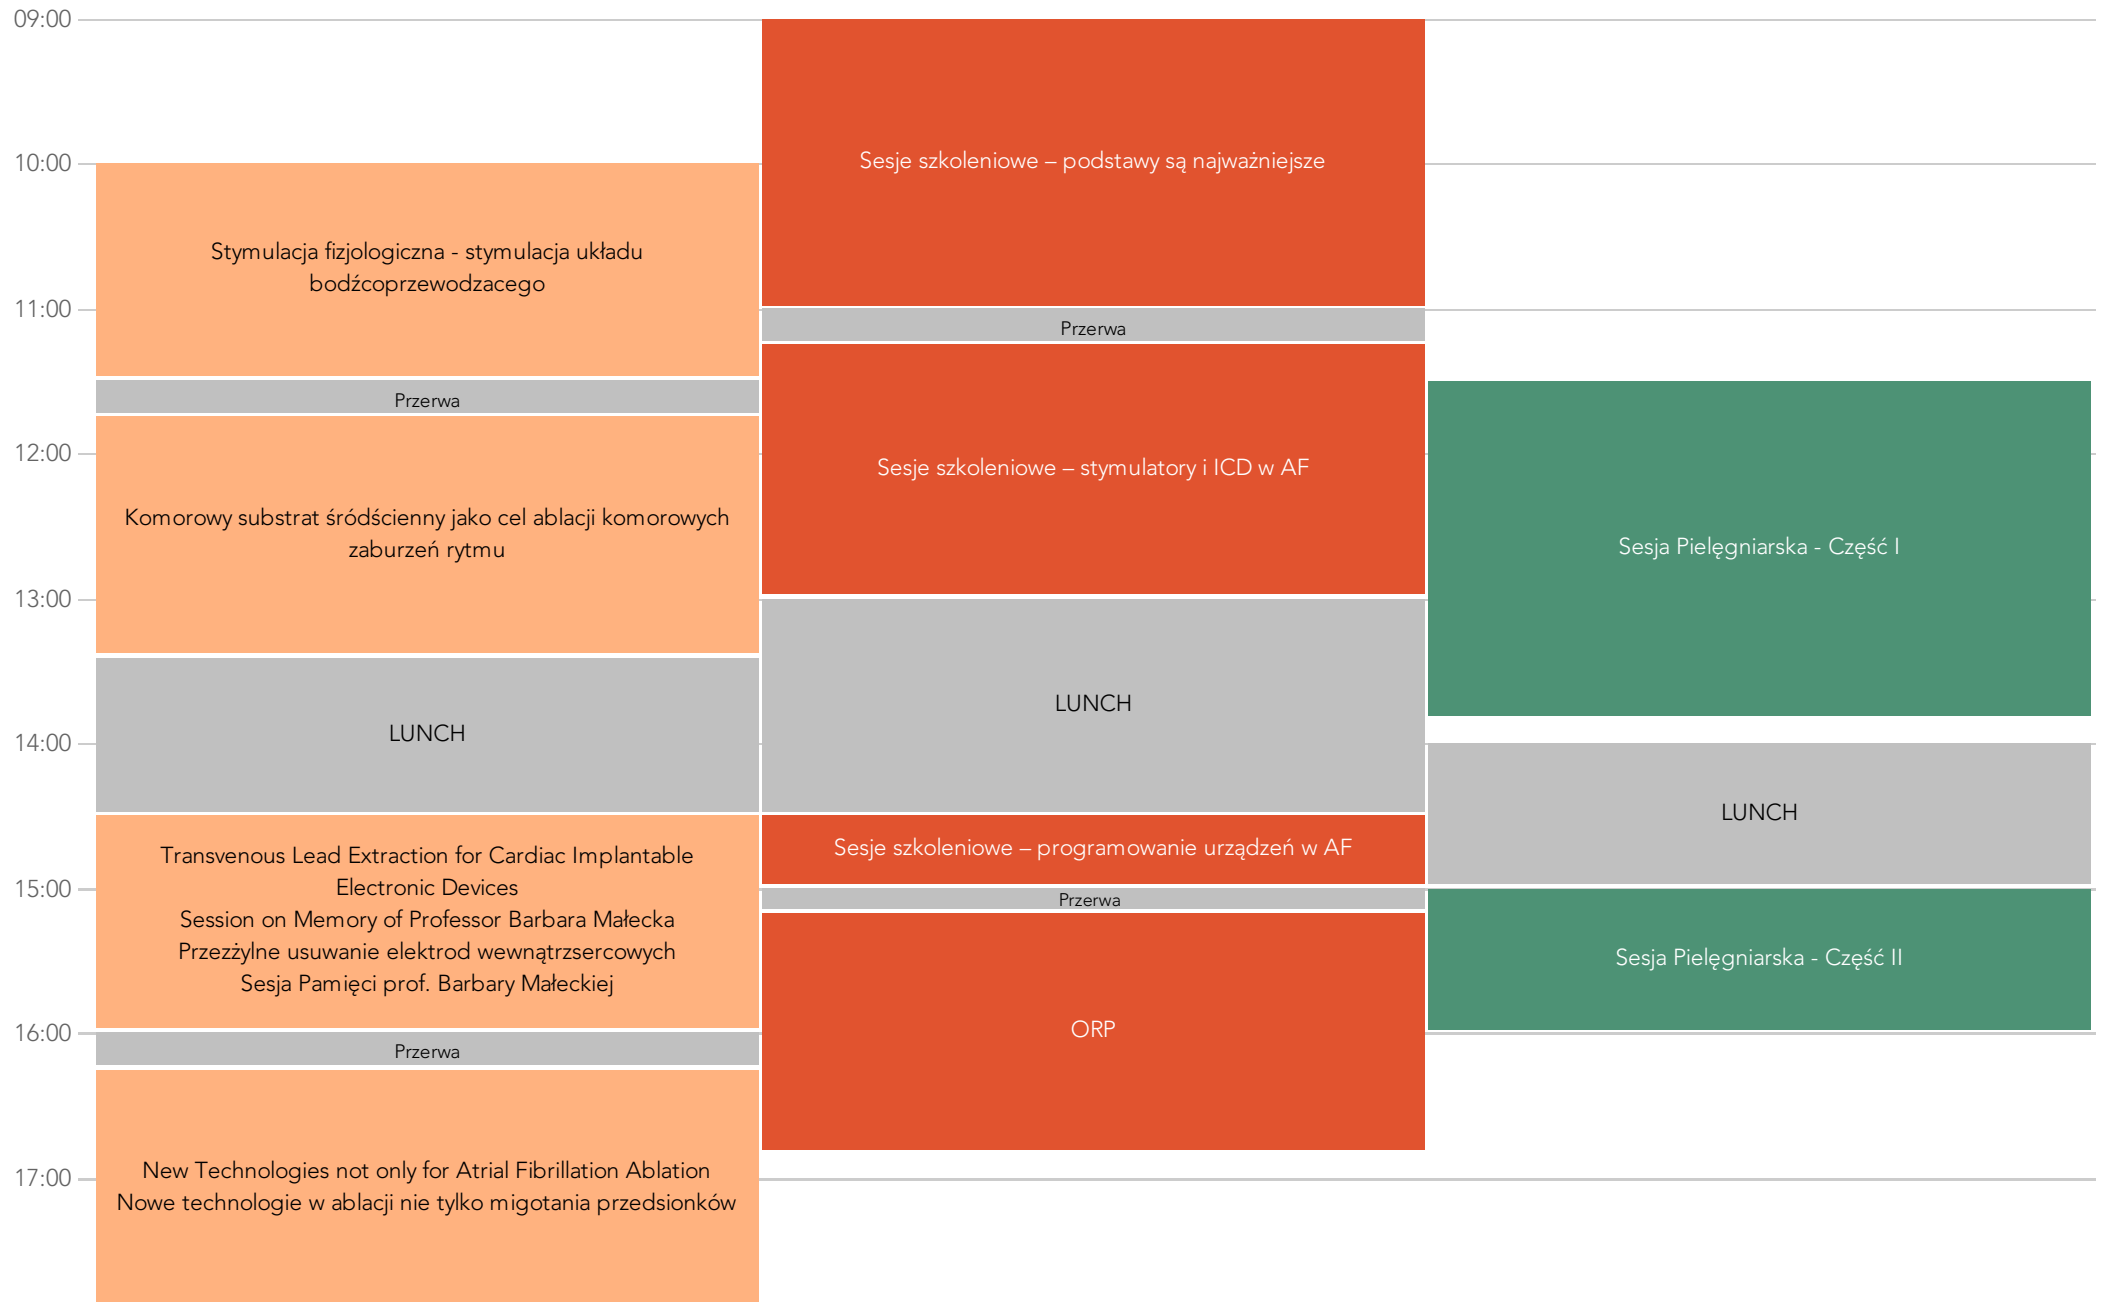 09:00
10:00
11:00
12:00
13:00
14:00
15:00
16:00
17:00
Stymulacja fizjologiczna - stymulacja układu
bodźcoprzewodzacego
Przerwa
Komorowy substrat śródścienny jako cel ablacji komorowych
zaburzeń rytmu
LUNCH
Transvenous Lead Extraction for Cardiac Implantable
Electronic Devices
Session on Memory of Professor Barbara Małecka
Przezżylne usuwanie elektrod wewnątrzsercowych
Sesja Pamięci prof. Barbary Małeckiej
Przerwa
New Technologies not only for Atrial Fibrillation Ablation
Nowe technologie w ablacji nie tylko migotania przedsionków
Sesje szkoleniowe – podstawy są najważniejsze
Przerwa
Sesje szkoleniowe – stymulatory i ICD w AF
LUNCH
Sesje szkoleniowe – programowanie urządzeń w AF
Przerwa
ORP
Sesja Pielęgniarska - Część I
LUNCH
Sesja Pielęgniarska - Część II